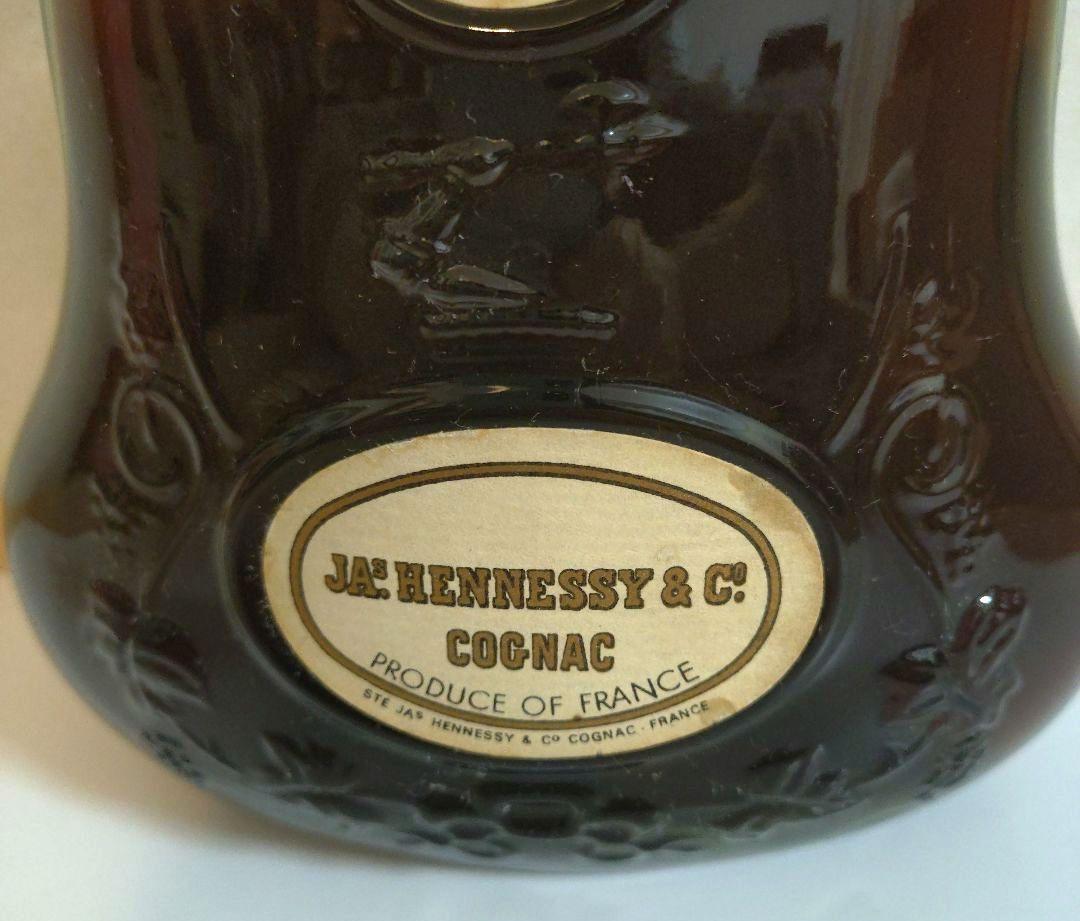 JAS. HENNESSY & Cº.
COGNAC
PRODUCE OF FRANCE
STE JAS HENNESSY & Cº COGNAC - FRANCE